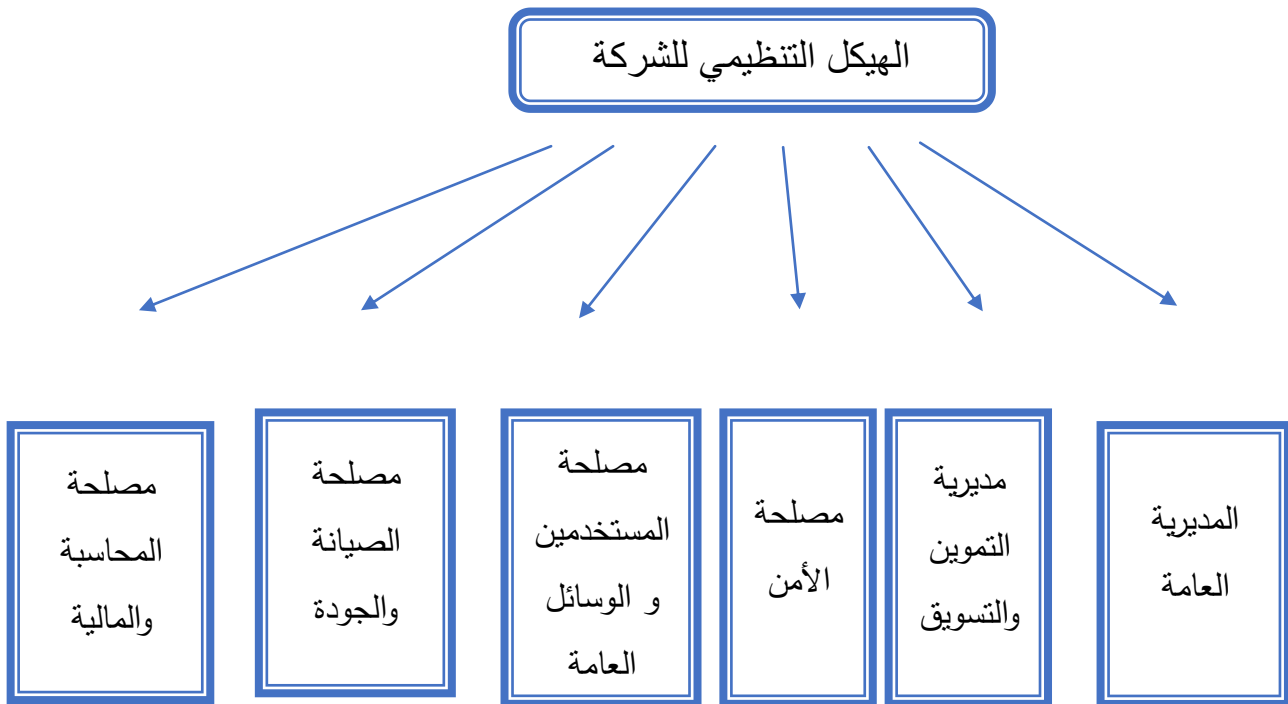 الهيكل التنظيمي للشركة
المديرية
العامة
مديرية
التموين
والتسويق
مصلحة
الأمن
مصلحة
المستخدمين
و الوسائل
العامة
مصلحة
الصيانة
والجودة
مصلحة
المحاسبة
والمالية